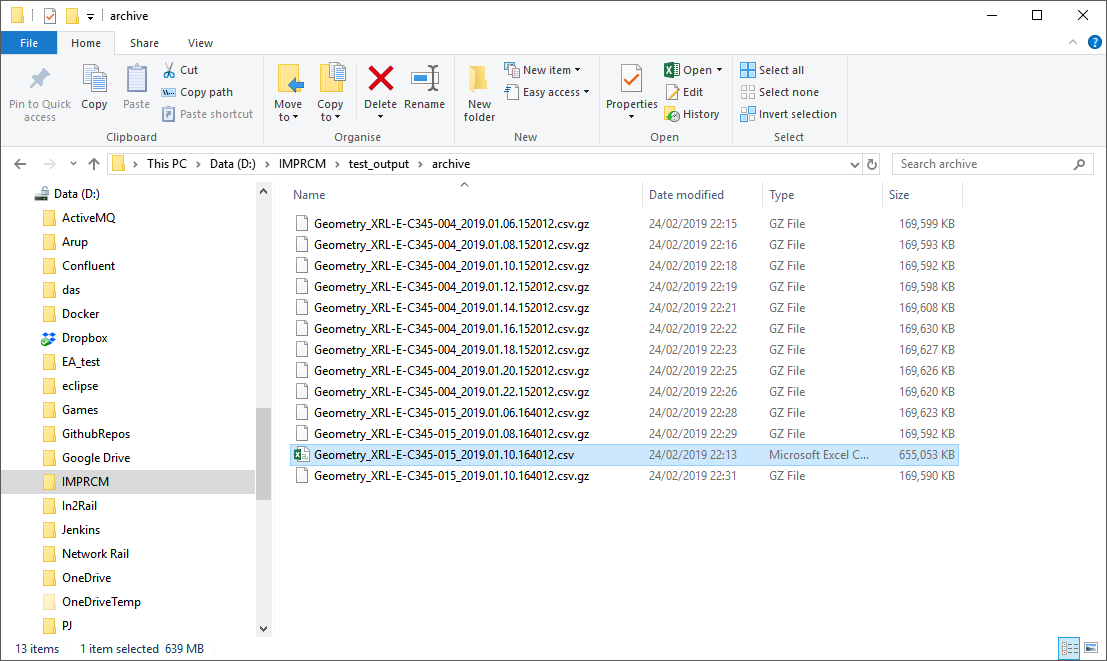 archive
File Home Share View
Pin to Quick access
Copy
Paste
Cut
Copy path
Paste shortcut
Clipboard
Move to
Copy to
Delete
Rename
Organise
New folder
New item
Easy access
New
Properties
Open
Edit
History
Open
Select all
Select none
Invert selection
Select
This PC > Data (D:) > IMPRCM > test_output > archive
Search archive
Data (D:)
ActiveMQ
Arup
Confluent
das
Docker
Dropbox
EA_test
eclipse
Games
GithubRepos
Google Drive
IMPRCM
In2Rail
Jenkins
Network Rail
OneDrive
OneDriveTemp
PJ
Name Date modified Type Size
Geometry_XRL-E-C345-004_2019.01.06.152012.csv.gz 24/02/2019 22:15 GZ File 169,599 KB
Geometry_XRL-E-C345-004_2019.01.08.152012.csv.gz 24/02/2019 22:16 GZ File 169,593 KB
Geometry_XRL-E-C345-004_2019.01.10.152012.csv.gz 24/02/2019 22:18 GZ File 169,592 KB
Geometry_XRL-E-C345-004_2019.01.12.152012.csv.gz 24/02/2019 22:19 GZ File 169,598 KB
Geometry_XRL-E-C345-004_2019.01.14.152012.csv.gz 24/02/2019 22:21 GZ File 169,608 KB
Geometry_XRL-E-C345-004_2019.01.16.152012.csv.gz 24/02/2019 22:22 GZ File 169,630 KB
Geometry_XRL-E-C345-004_2019.01.18.152012.csv.gz 24/02/2019 22:23 GZ File 169,627 KB
Geometry_XRL-E-C345-004_2019.01.20.152012.csv.gz 24/02/2019 22:25 GZ File 169,626 KB
Geometry_XRL-E-C345-004_2019.01.22.152012.csv.gz 24/02/2019 22:26 GZ File 169,620 KB
Geometry_XRL-E-C345-015_2019.01.06.164012.csv.gz 24/02/2019 22:28 GZ File 169,623 KB
Geometry_XRL-E-C345-015_2019.01.08.164012.csv.gz 24/02/2019 22:29 GZ File 169,592 KB
Geometry_XRL-E-C345-015_2019.01.10.164012.csv 24/02/2019 22:13 Microsoft Excel C... 655,053 KB
Geometry_XRL-E-C345-015_2019.01.10.164012.csv.gz 24/02/2019 22:31 GZ File 169,590 KB
13 items 1 item selected 639 MB